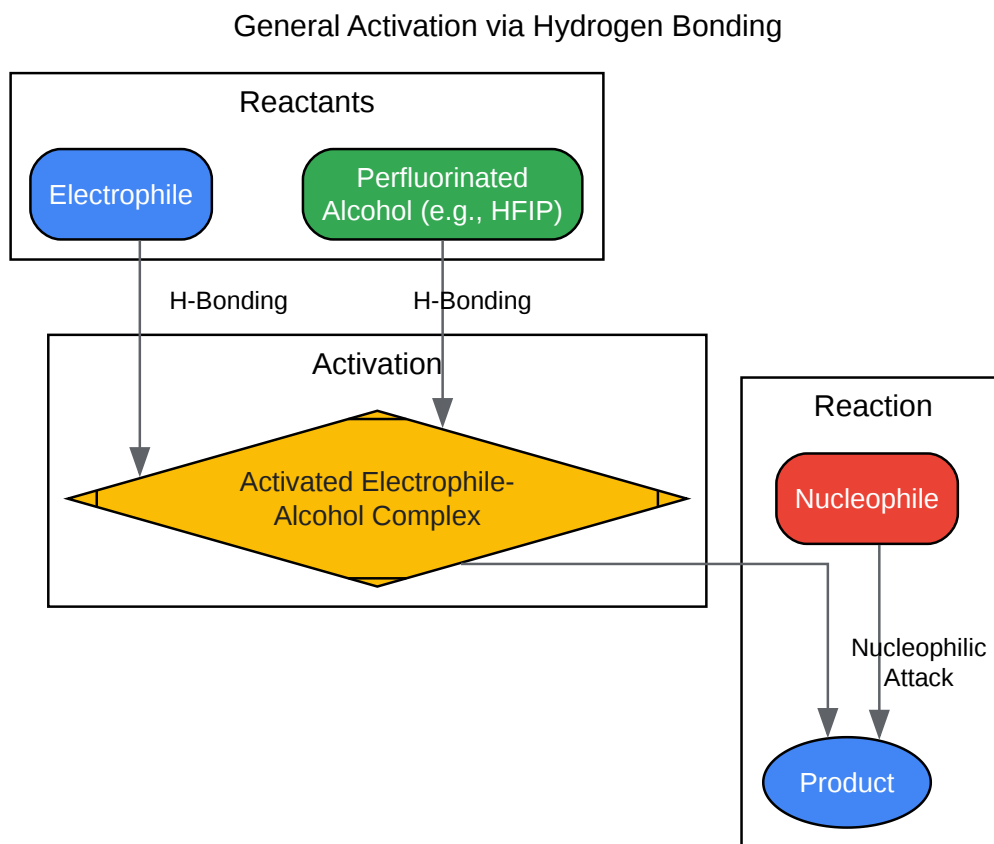 General Activation via Hydrogen Bonding
Reactants
Electrophile
Perfluorinated
Alcohol (e.g., HFIP)
H-Bonding
H-Bonding
Activation
Activated Electrophile-
Alcohol Complex
Reaction
Nucleophile
Nucleophilic
Attack
Product